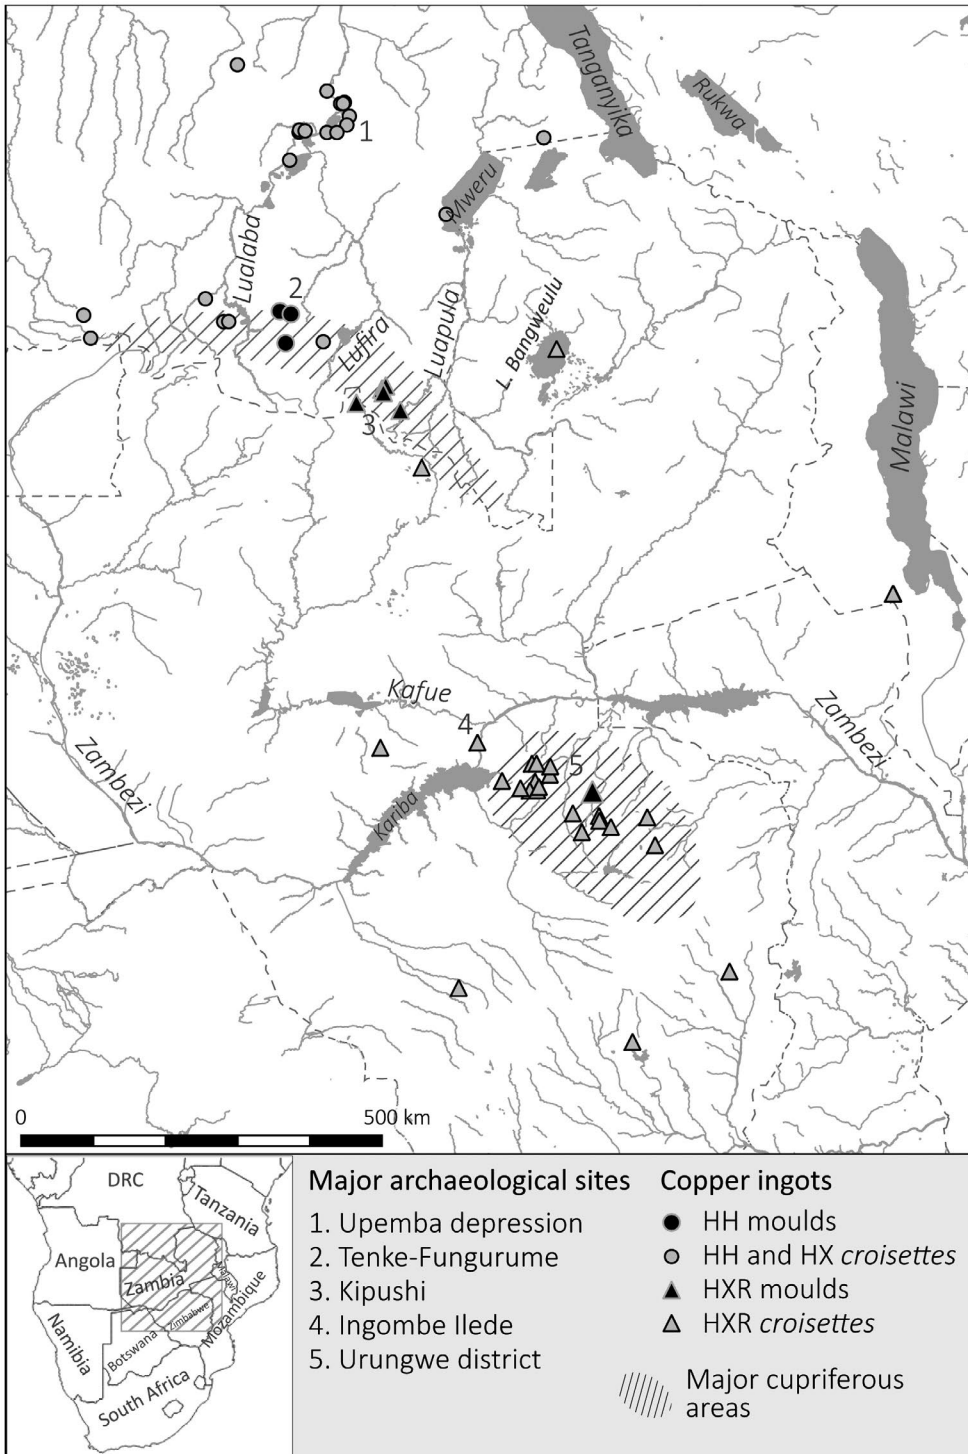 Tanganyika
Rukwa
1
Mweru
Lualaba
2
Lufira
Luapula
L. Bangweulu
Malawi
3
Kafue
4
Zambezi
Zambezi
5
Kariba
0
500 km
DRC
Tanzania
Angola
Zambia
Malawi
Mozambique
Zimbabwe
Namibia
Botswana
South Africa
Major archaeological sites
1. Upemba depression
2. Tenke-Fungurume
3. Kipushi
4. Ingombe Ilede
5. Urungwe district
Copper ingots
HH moulds
HH and HX croisettes
HXR moulds
HXR croisettes
Major cupriferous
areas